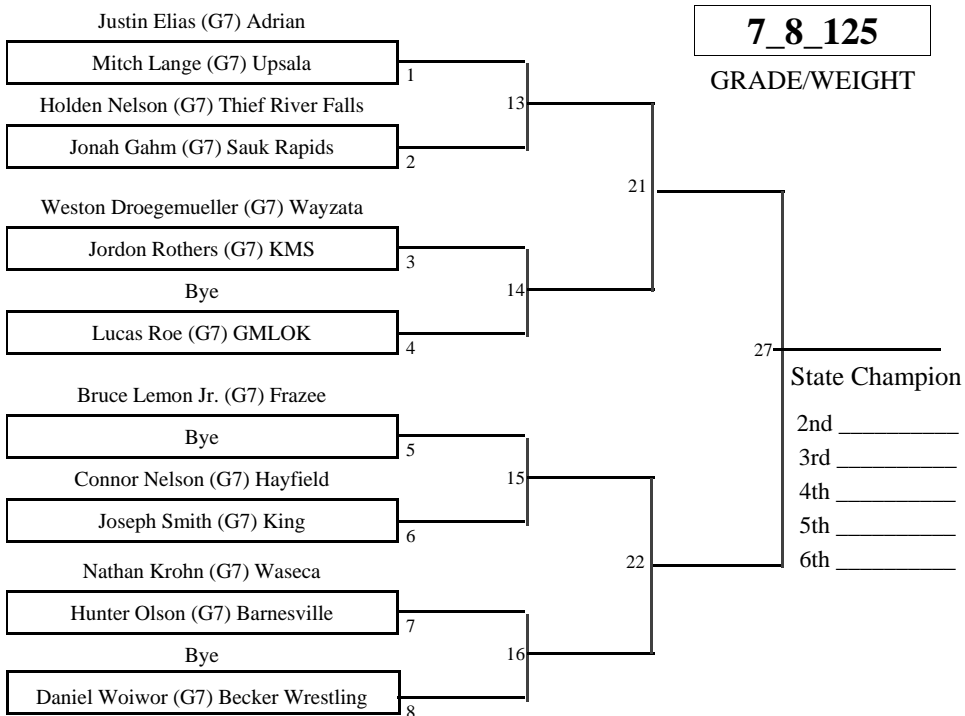 Justin Elias (G7) Adrian
Mitch Lange (G7) Upsala
1
Holden Nelson (G7) Thief River Falls
Jonah Gahm (G7) Sauk Rapids
2
13
Weston Droegemueller (G7) Wayzata
Jordon Rothers (G7) KMS
3
Bye
Lucas Roe (G7) GMLOK
4
14
21
Bruce Lemon Jr. (G7) Frazee
Bye
5
Connor Nelson (G7) Hayfield
Joseph Smith (G7) King
6
15
Nathan Krohn (G7) Waseca
Hunter Olson (G7) Barnesville
7
Bye
Daniel Woiwor (G7) Becker Wrestling
8
16
22
27
7_8_125
GRADE/WEIGHT
State Champion
2nd __________
3rd __________
4th __________
5th __________
6th __________